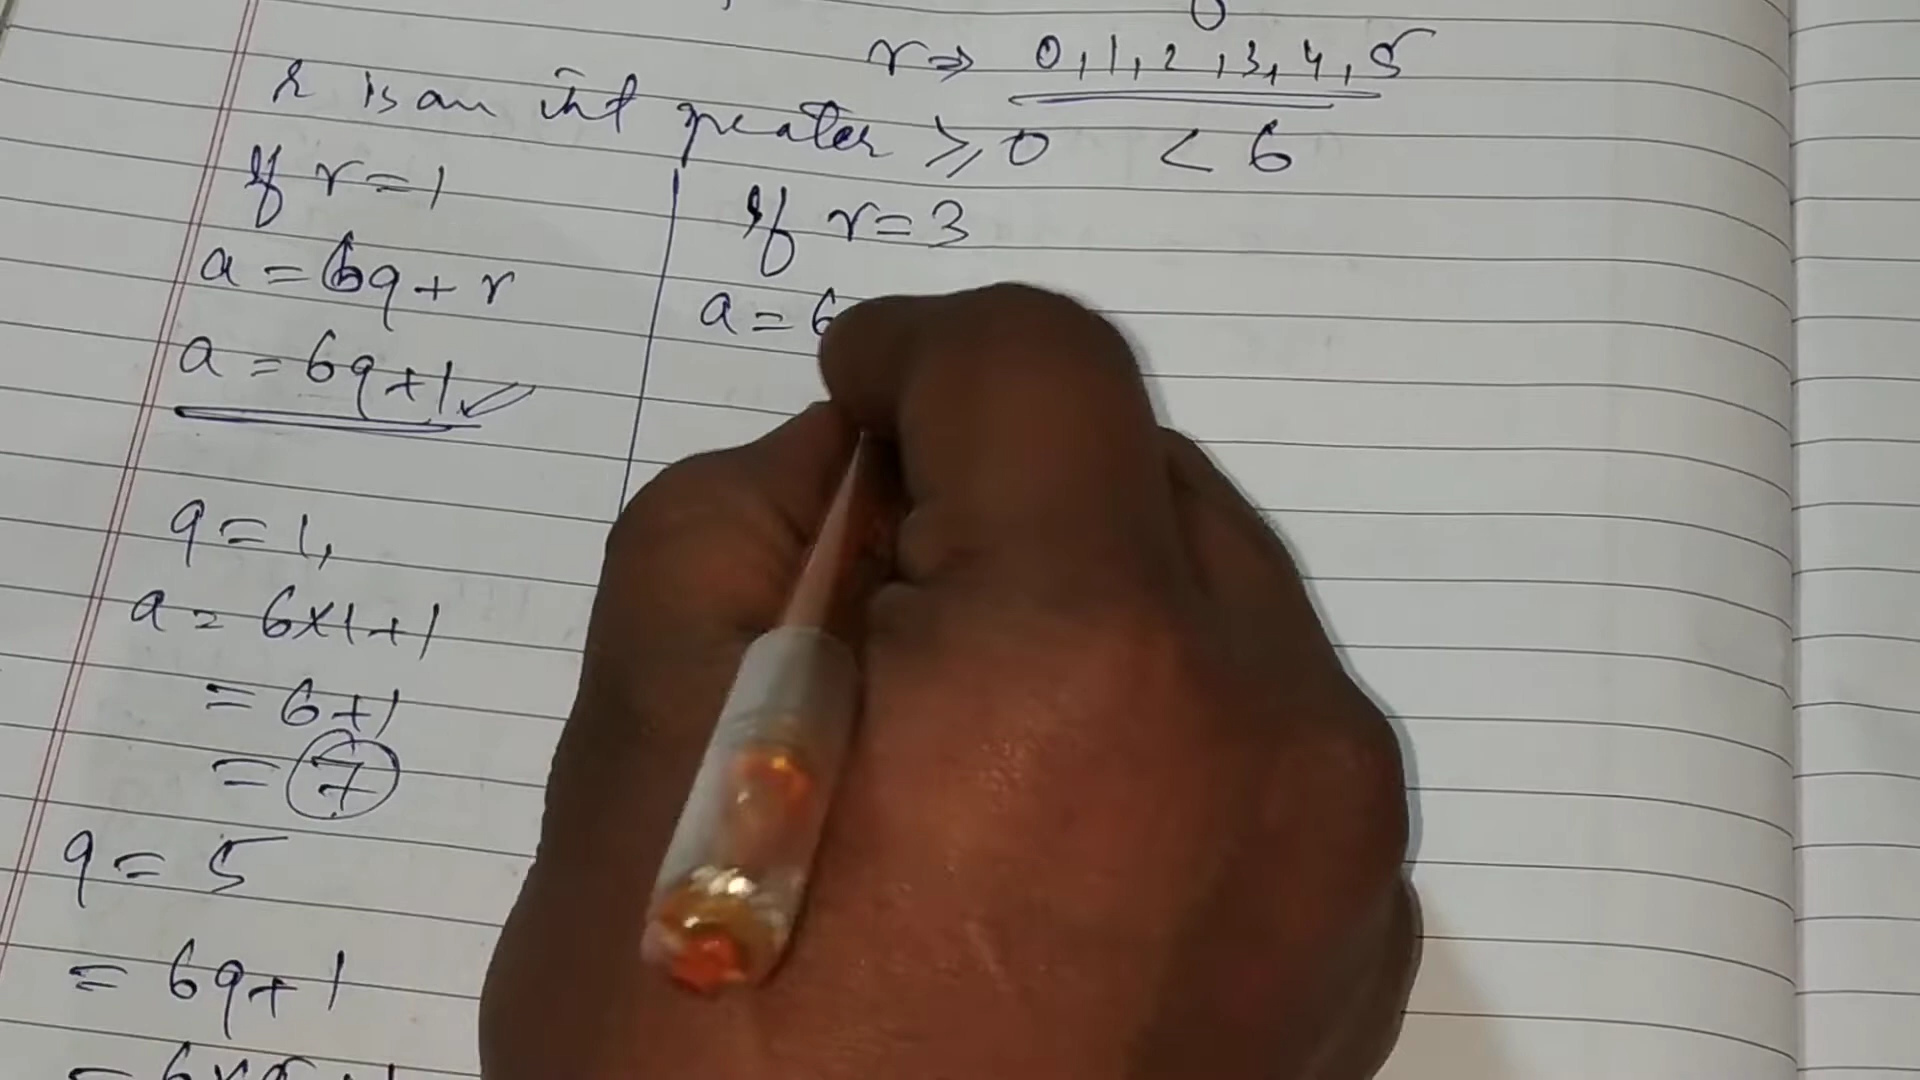 r ⇒ 0, 1, 2, 3, 4, 5
r is an int greater ≥ 0 < 6
If r = 1
a = 6q + r
a = 6q + 1 ✓
q = 1,
a = 6×1+1
= 6+1
= 7
q = 5
= 6q + 1
If r = 3
a = 6